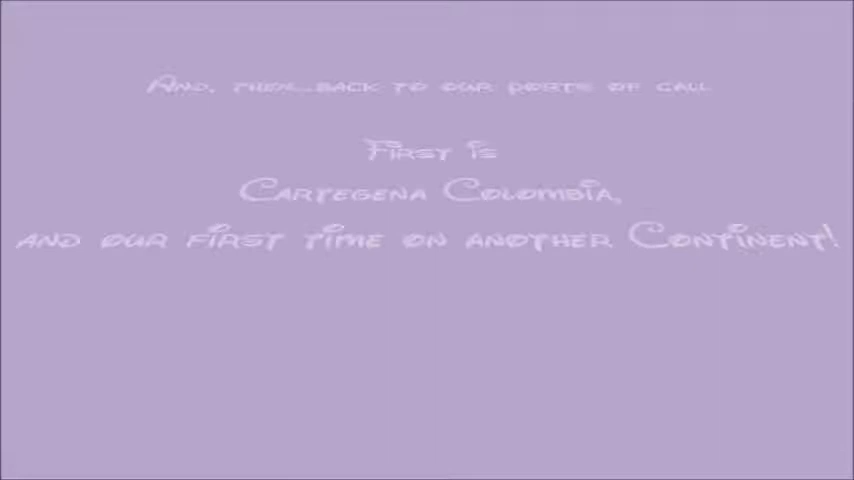 And, then...back to our ports of call
First is
Cartegena Colombia,
and our first time on another Continent!